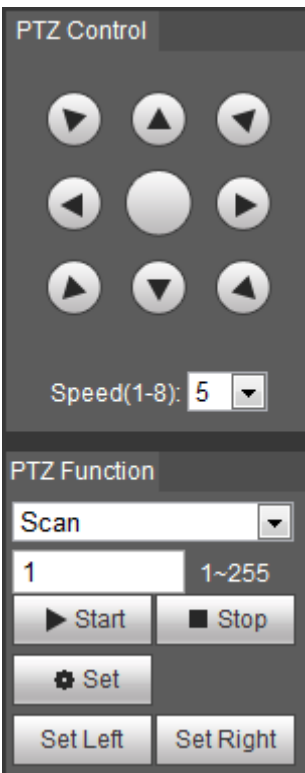 PTZ Control
Speed(1-8): 5
PTZ Function
Scan
1 1~255
Start Stop
Set
Set Left Set Right